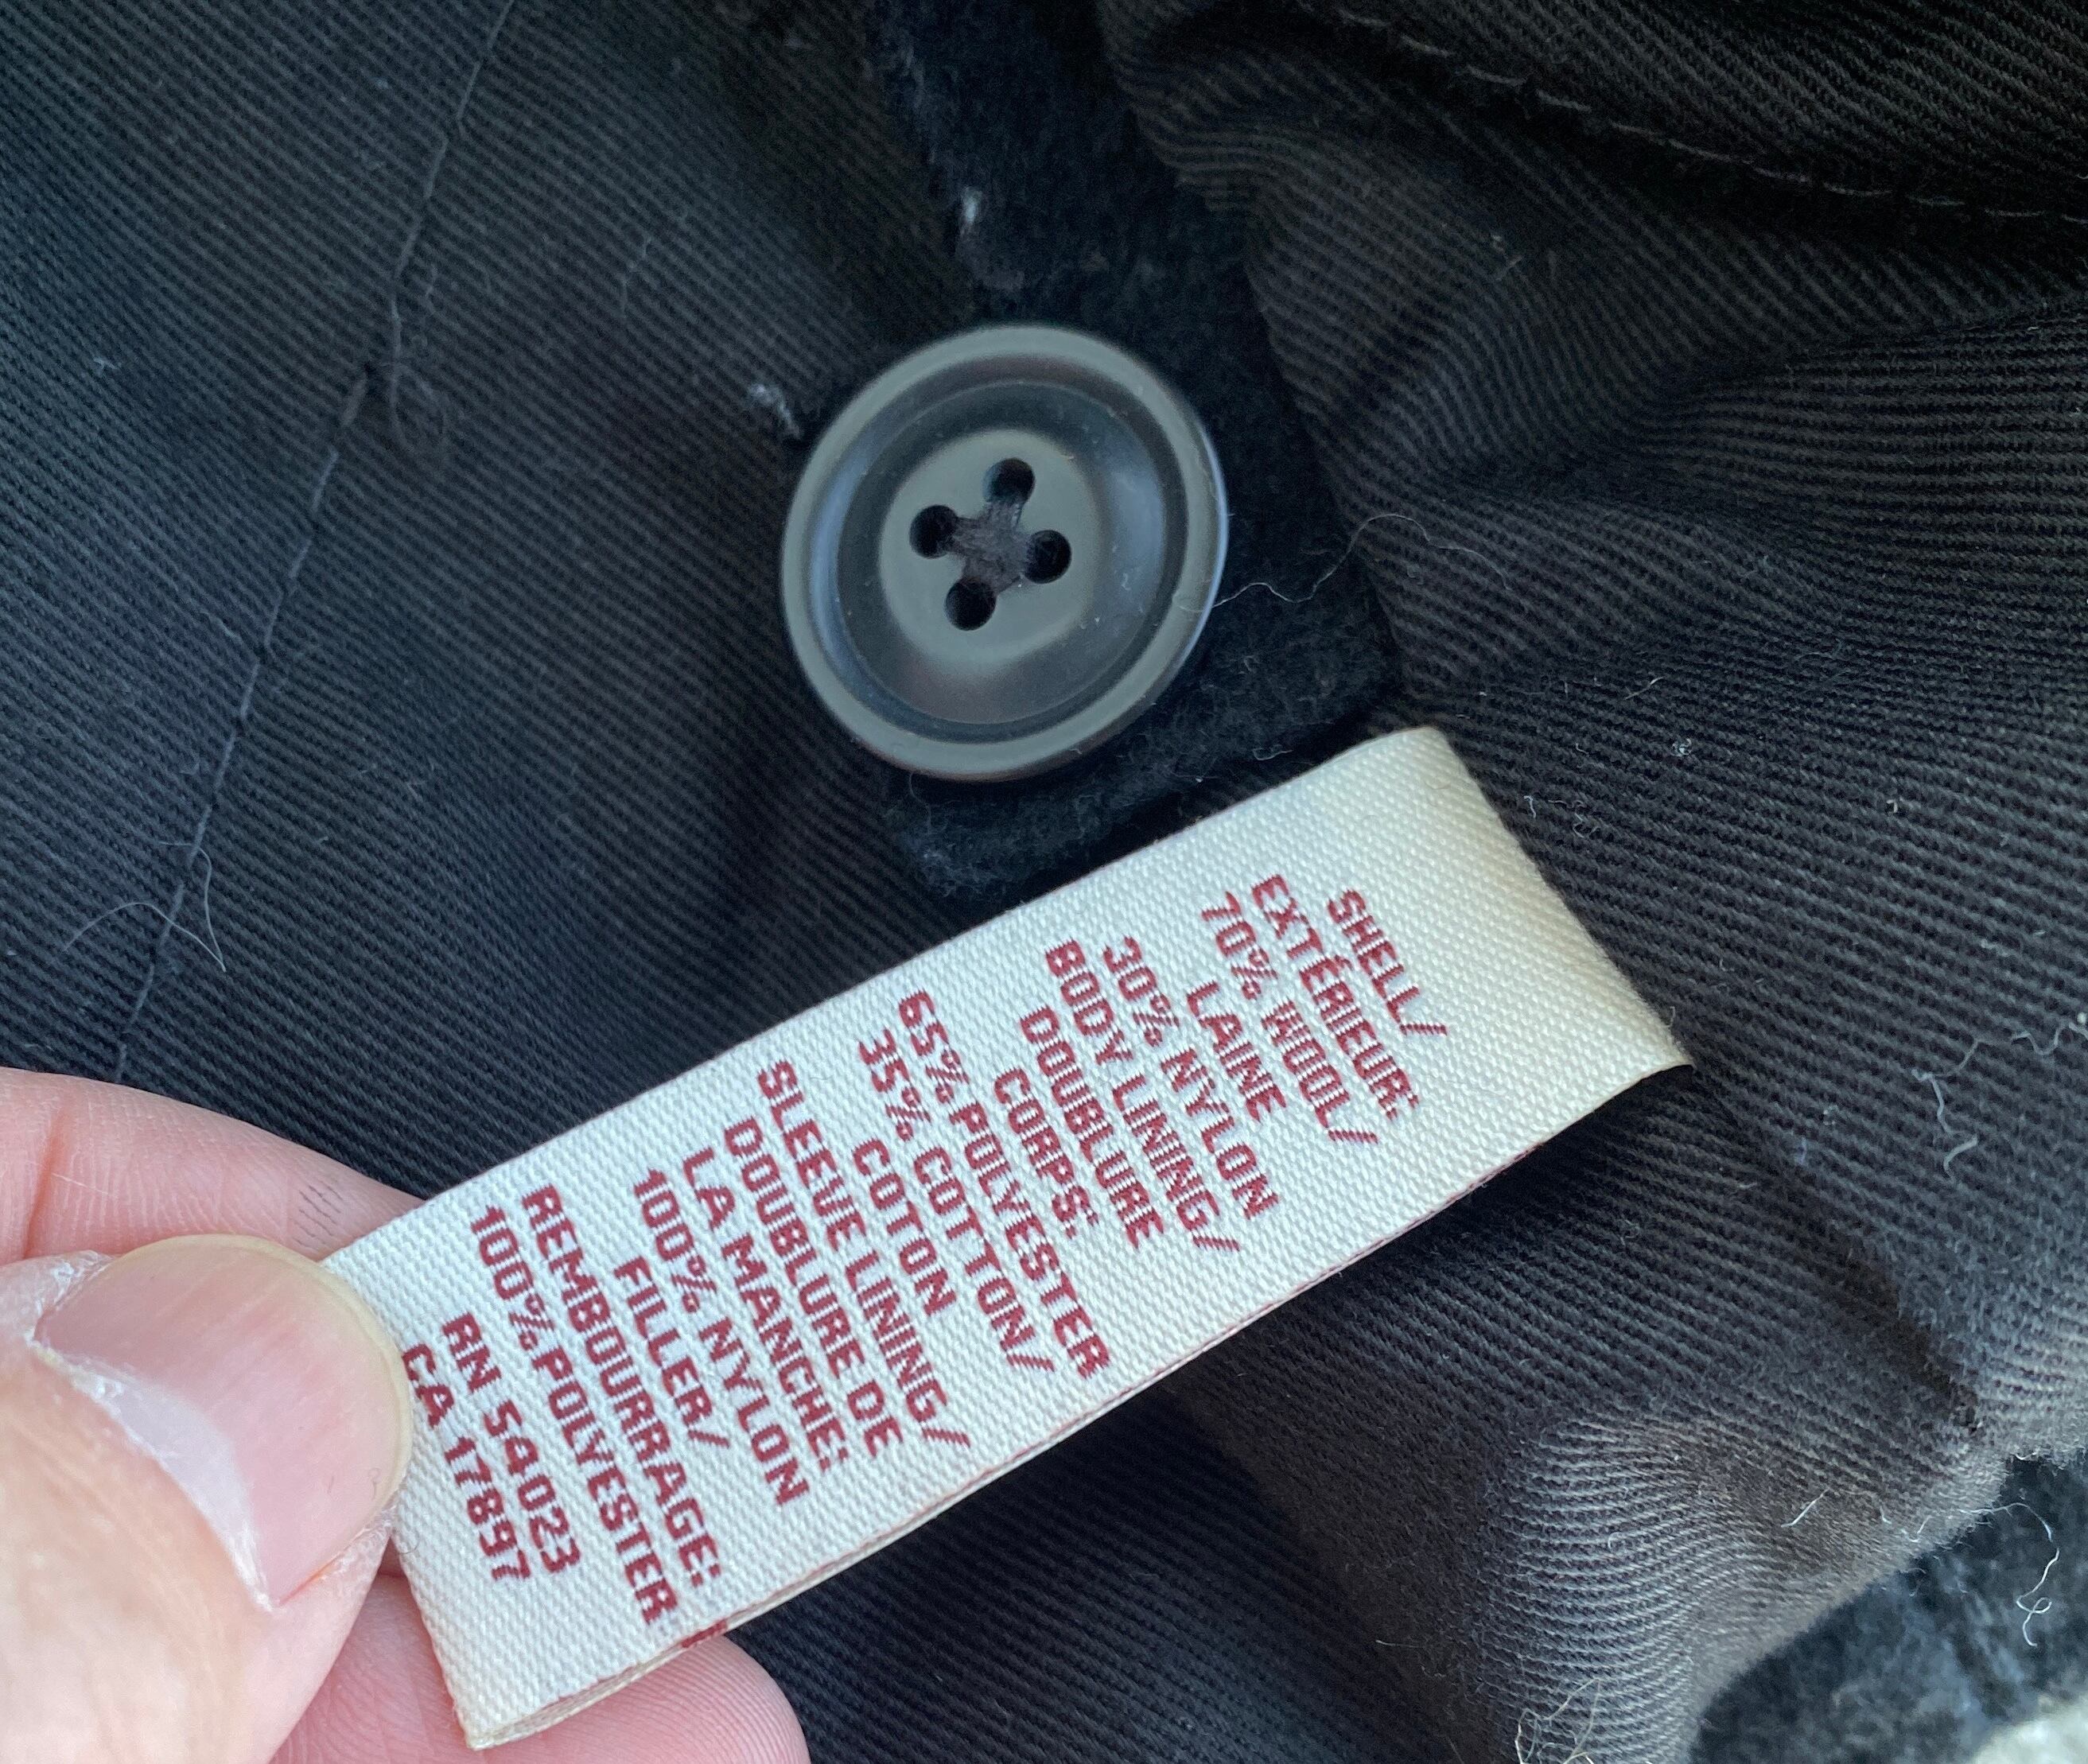 SHELL/
EXTÉRIEUR:
70% WOOL/
LAINE
30% NYLON
BODY LINING/
DOUBLURE
CORPS:
65% POLYESTER
35% COTTON/
COTON
SLEEVE LINING/
DOUBLURE DE
LA MANCHE:
100% NYLON
FILLER/
REMBOURRAGE:
100% POLYESTER
RN 54023
CA 17897